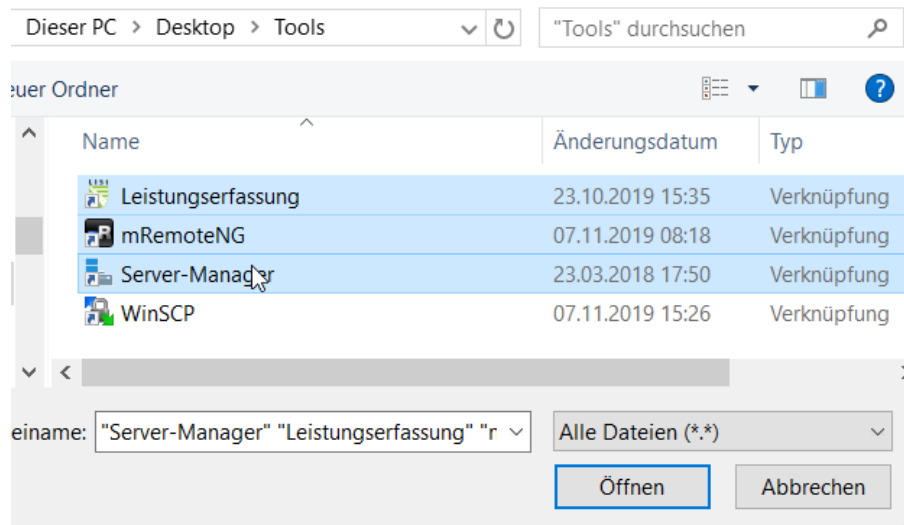 Dieser PC > Desktop > Tools "Tools" durchsuchen
euer Ordner
Name Änderungsdatum Typ
Leistungserfassung 23.10.2019 15:35 Verknüpfung
mRemoteNG 07.11.2019 08:18 Verknüpfung
Server-Manager 23.03.2018 17:50 Verknüpfung
WinSCP 07.11.2019 15:26 Verknüpfung
einame: "Server-Manager" "Leistungserfassung" "r Alle Dateien (*.*)
Öffnen Abbrechen